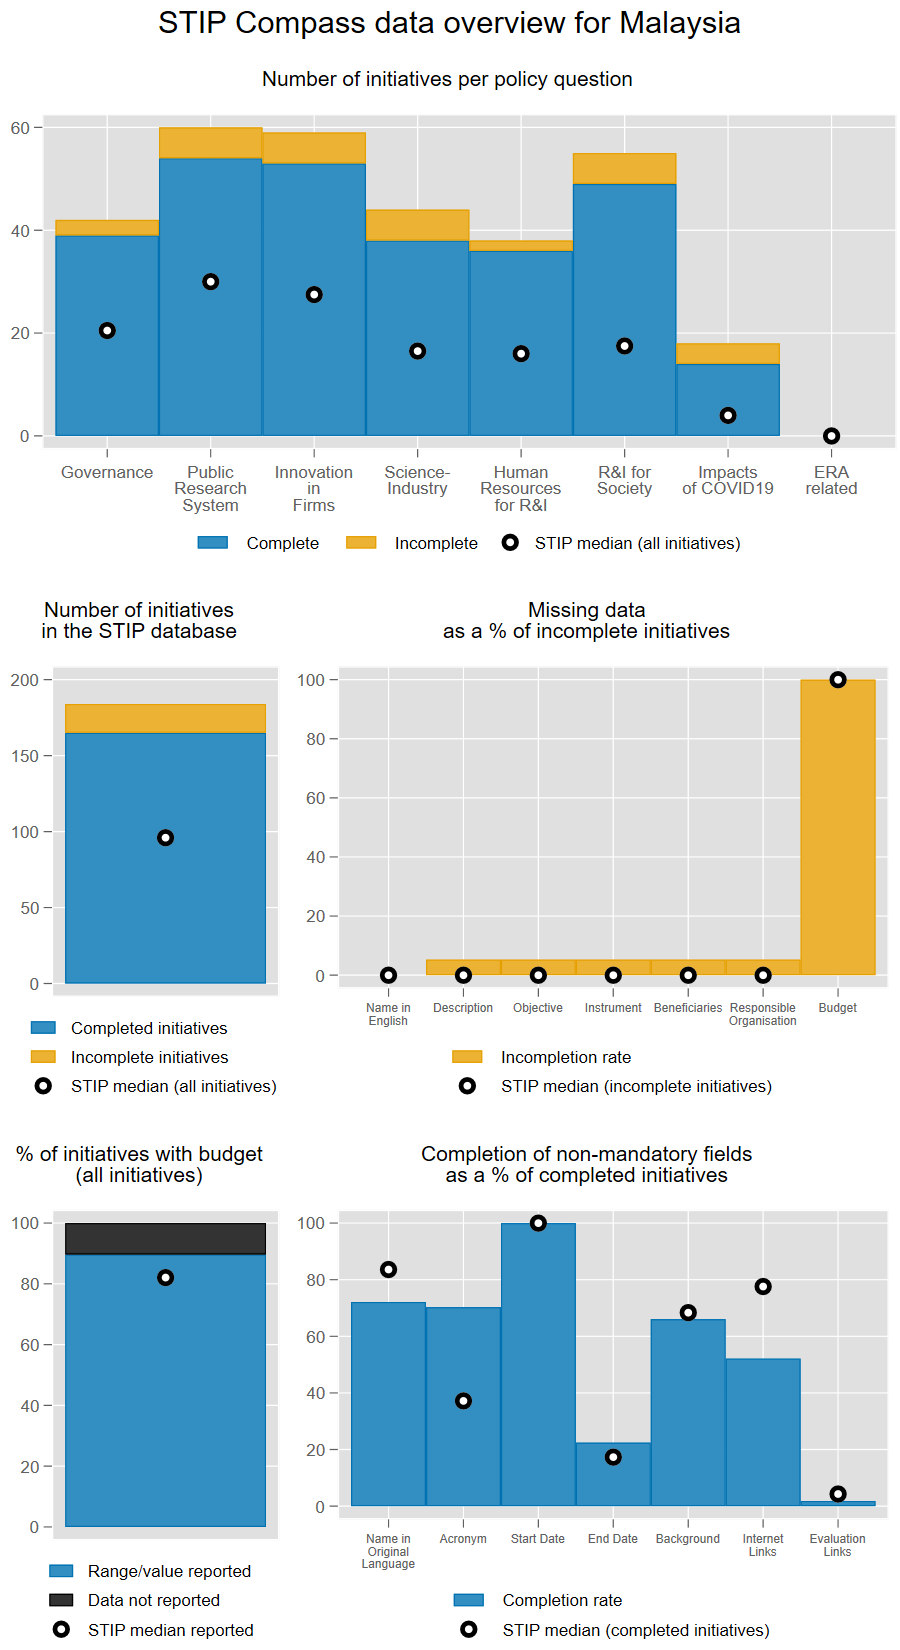 STIP Compass data overview for Malaysia
Number of initiatives per policy question
60
40
20
0
Governance
Public
Research
System
Innovation
in
Firms
Science-
Industry
Human
Resources
for R&I
R&I for
Society
Impacts
of COVID19
ERA
related
Complete
Incomplete
STIP median (all initiatives)
Number of initiatives
in the STIP database
200
150
100
50
0
Completed initiatives
Incomplete initiatives
STIP median (all initiatives)
Missing data
as a % of incomplete initiatives
100
80
60
40
20
0
Name in
English
Description
Objective
Instrument
Beneficiaries
Responsible
Organisation
Budget
Incompletion rate
STIP median (incomplete initiatives)
% of initiatives with budget
(all initiatives)
100
80
60
40
20
0
Range/value reported
Data not reported
STIP median reported
Completion of non-mandatory fields
as a % of completed initiatives
100
80
60
40
20
0
Name in
Original
Language
Acronym
Start Date
End Date
Background
Internet
Links
Evaluation
Links
Completion rate
STIP median (completed initiatives)